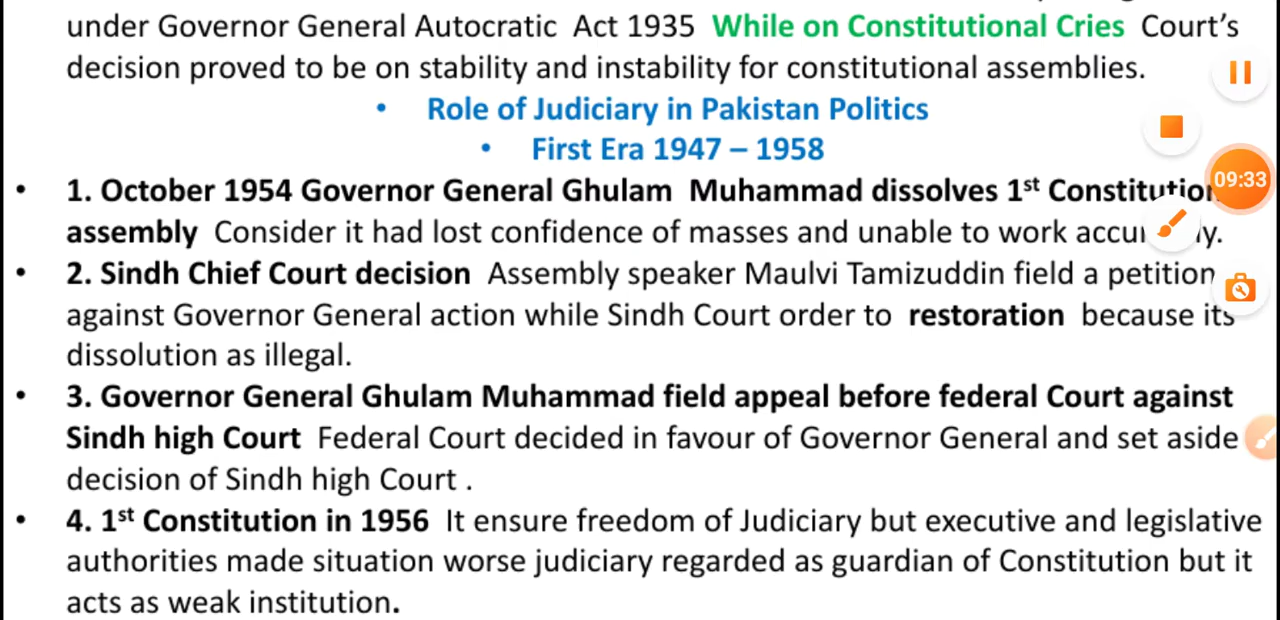 under Governor General Autocratic Act 1935 While on Constitutional Cries Court's
decision proved to be on stability and instability for constitutional assemblies.
• Role of Judiciary in Pakistan Politics
• First Era 1947 – 1958
• 1. October 1954 Governor General Ghulam Muhammad dissolves 1st Constitution
09:33
assembly Consider it had lost confidence of masses and unable to work
• 2. Sindh Chief Court decision Assembly speaker Maulvi Tamizuddin field a petition
against Governor General action while Sindh Court order to restoration because its
dissolution as illegal.
• 3. Governor General Ghulam Muhammad field appeal before federal Court against
Sindh high Court Federal Court decided in favour of Governor General and set aside
decision of Sindh high Court .
• 4. 1st Constitution in 1956 It ensure freedom of Judiciary but executive and legislative
authorities made situation worse judiciary regarded as guardian of Constitution but it
acts as weak institution.